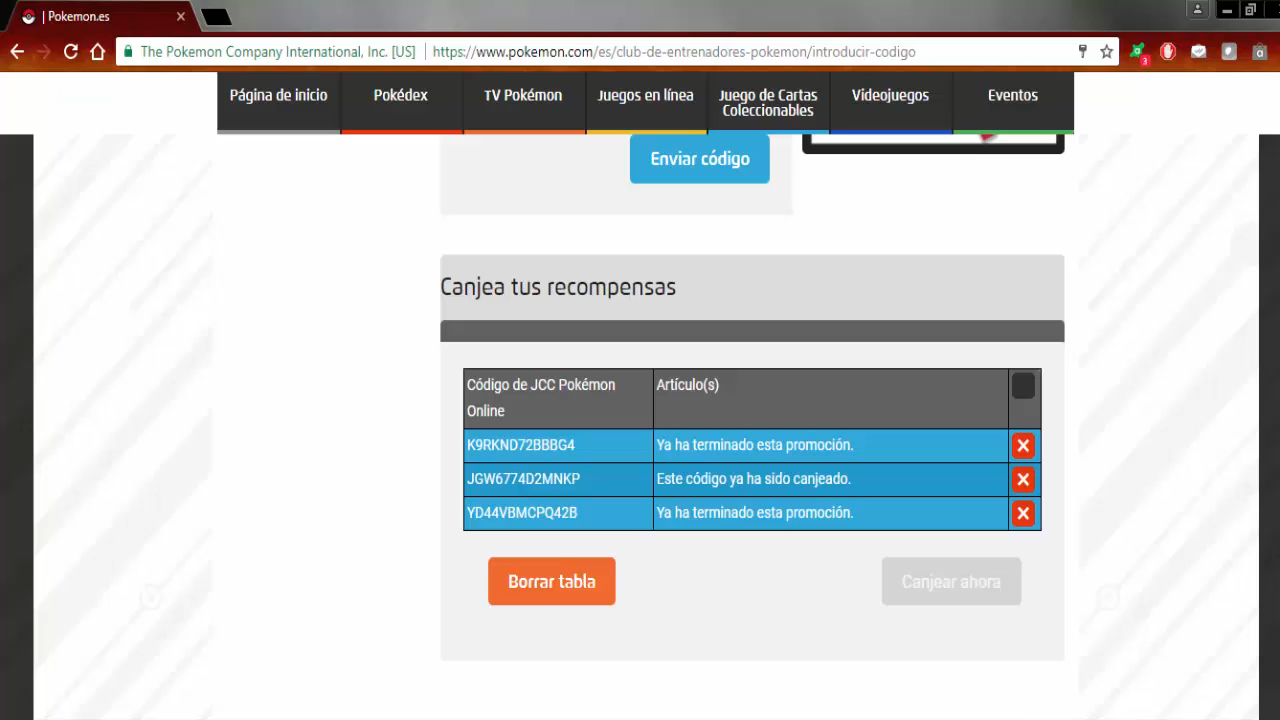 | Pokemon.es
The Pokemon Company International, Inc. [US]
https://www.pokemon.com/es/club-de-entrenadores-pokemon/introducir-codigo
3
Página de inicio
Pokédex
TV Pokémon
Juegos en línea
Juego de Cartas
Coleccionables
Videojuegos
Eventos
Enviar código
Canjea tus recompensas
Código de JCC Pokémon
Online
Artículo(s)
K9RKND72BBBG4
Ya ha terminado esta promoción.
JGW6774D2MNKP
Este código ya ha sido canjeado.
YD44VBMCPQ42B
Ya ha terminado esta promoción.
Borrar tabla
Canjear ahora